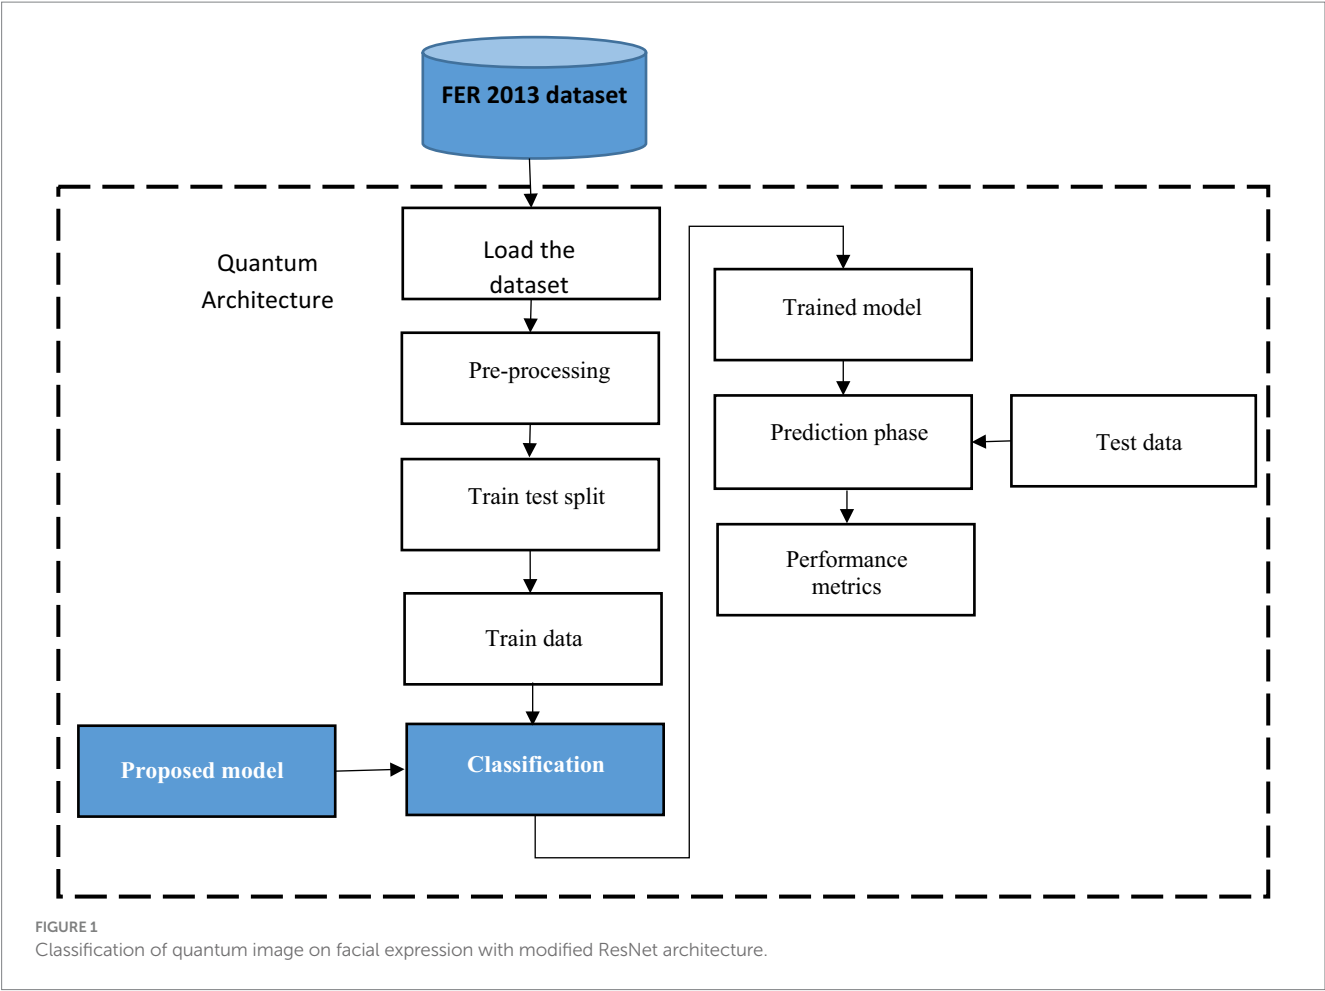 FER 2013 dataset
Quantum
Architecture
Load the
dataset
Pre-processing
Train test split
Train data
Proposed model
Classification
Trained model
Prediction phase
Test data
Performance
metrics
FIGURE 1
Classification of quantum image on facial expression with modified ResNet architecture.